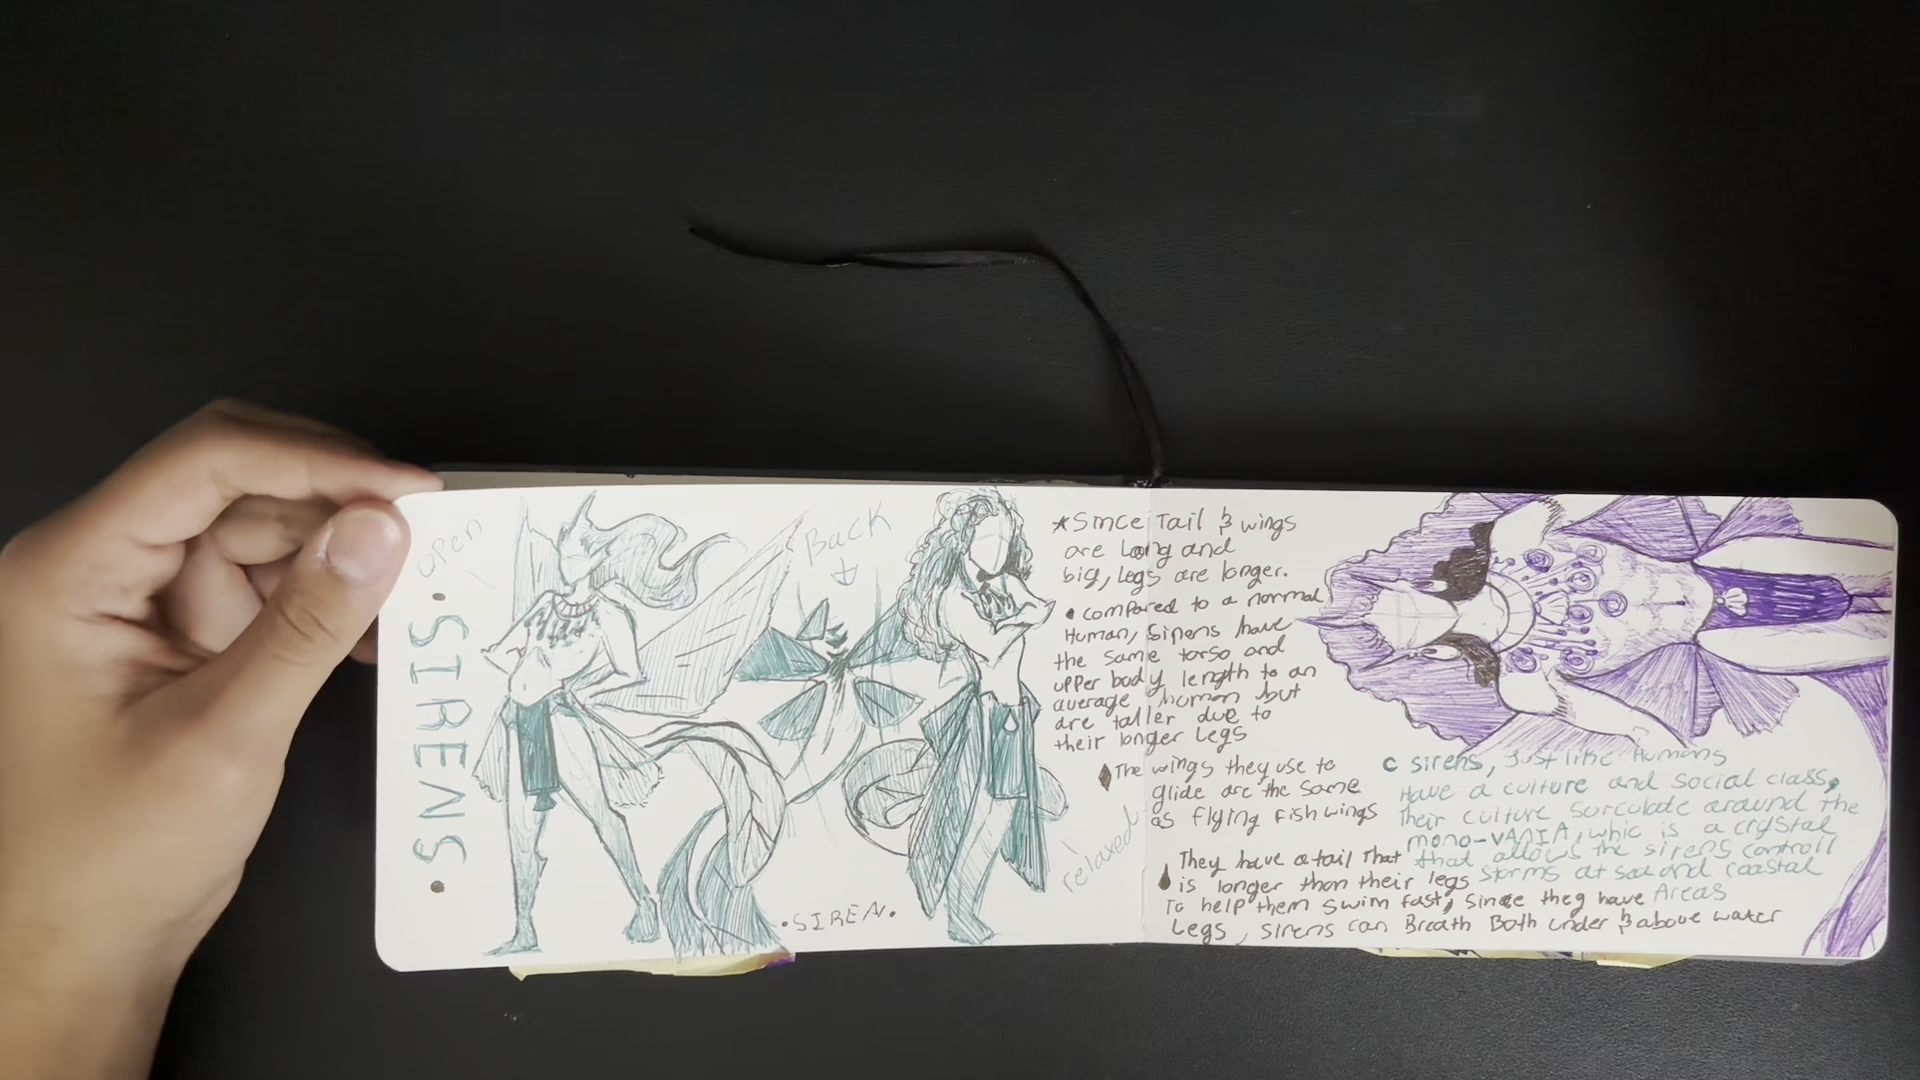 open
• SIRENS •
Back
• SIREN •
relaxed
★ Since Tail & wings
are Long and
big, Legs are longer.
• compared to a normal
Human, Sirens have
the same torso and
upper body length to an
average human but
are taller due to
their longer Legs
The wings they use to
glide are the same
as flying fish wings
They have a tail That
is longer than their legs
To help them swim fast, since they have
Legs, sirens can Breath Both under & above water
C sirens, Just like Humans
Have a culture and social class,
Their culture surculate around the
mono-VANIA, whic is a crystal
that allows the sirens controll
storms at sea and coastal
Areas